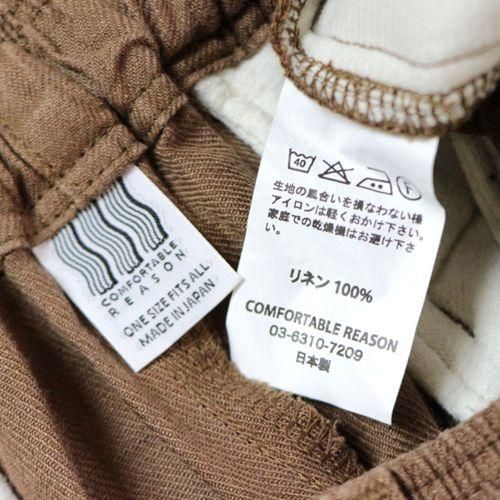 COMFORTABLE
REASON
ONE SIZE FITS ALL
MADE IN JAPAN
40
F
生地の風合いを損なわない様
アイロンは軽くおかけ下さい。
家庭での乾燥機はお避け下さ
い。
リネン 100%
COMFORTABLE REASON
03-6310-7209
日本製